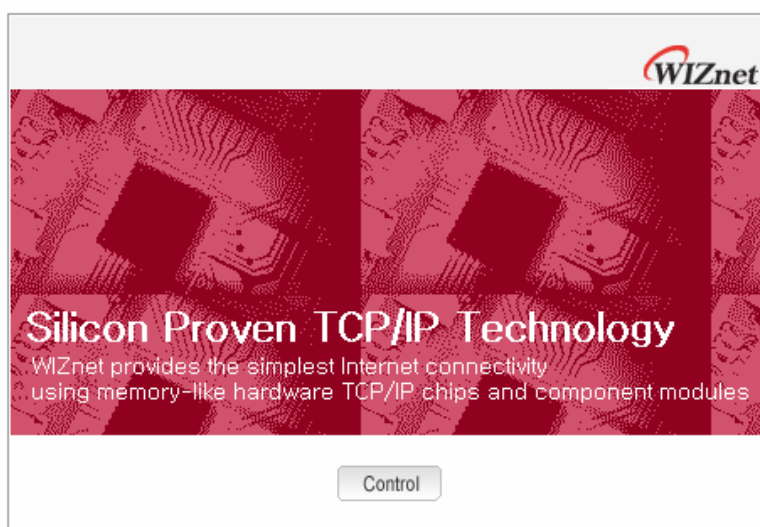 WIZnet
Silicon Proven TCP/IP Technology
WIZnet provides the simplest Internet connectivity
using memory-like hardware TCP/IP chips and component modules
Control